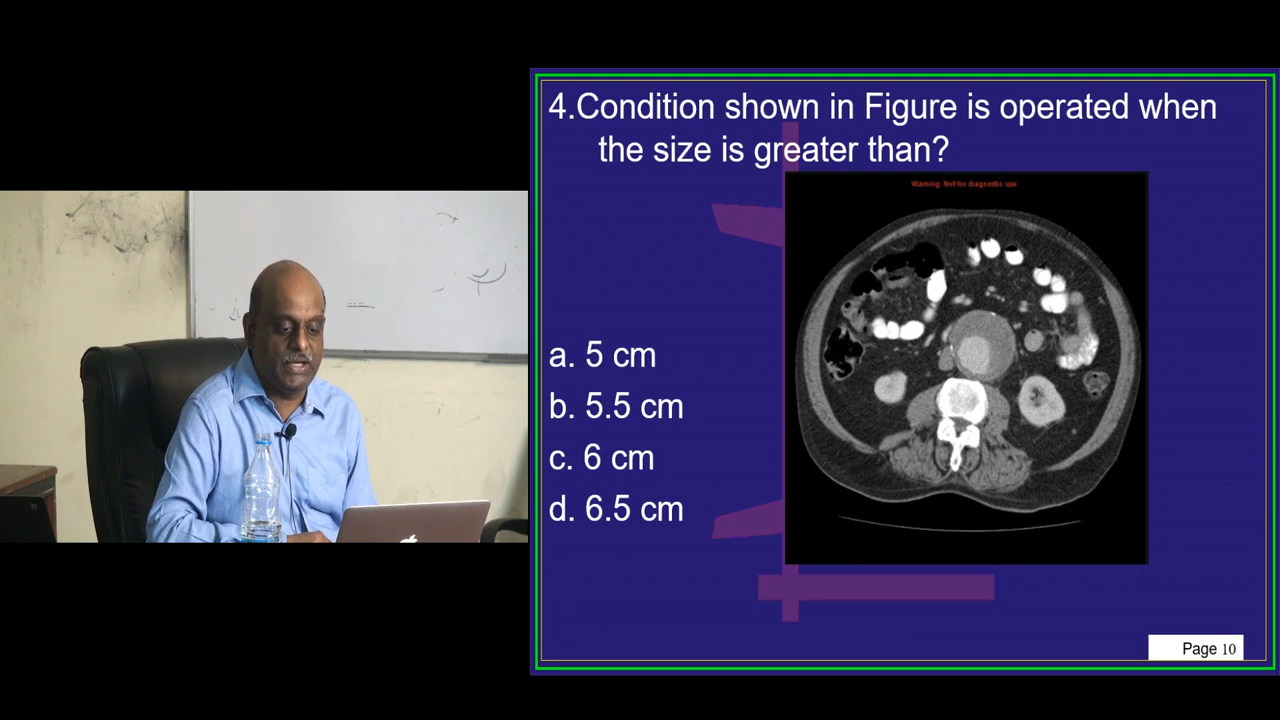 4.Condition shown in Figure is operated when
the size is greater than?
Warning: Not for diagnostic use
a. 5 cm
b. 5.5 cm
c. 6 cm
d. 6.5 cm
Page 10